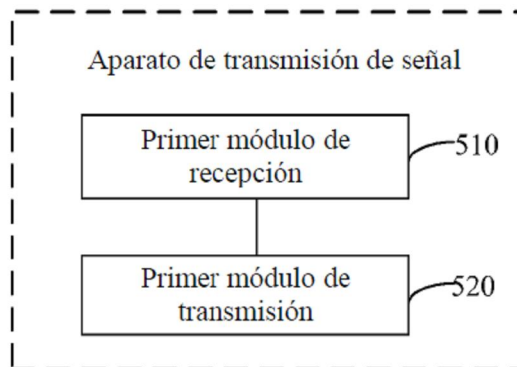 Aparato de transmisión de señal
Primer módulo de
recepción
510
Primer módulo de
transmisión
520